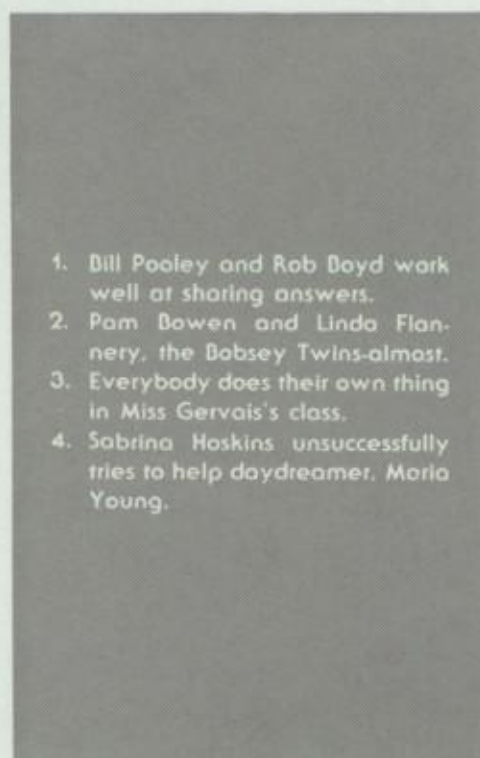 1. Bill Pooley and Rob Boyd work
well at sharing answers.
2. Pam Bowen and Linda Flan-
nery, the Bobsey Twins-almost.
3. Everybody does their own thing
in Miss Gervais's class.
4. Sabrina Hoskins unsuccessfully
tries to help daydreamer, Maria
Young.